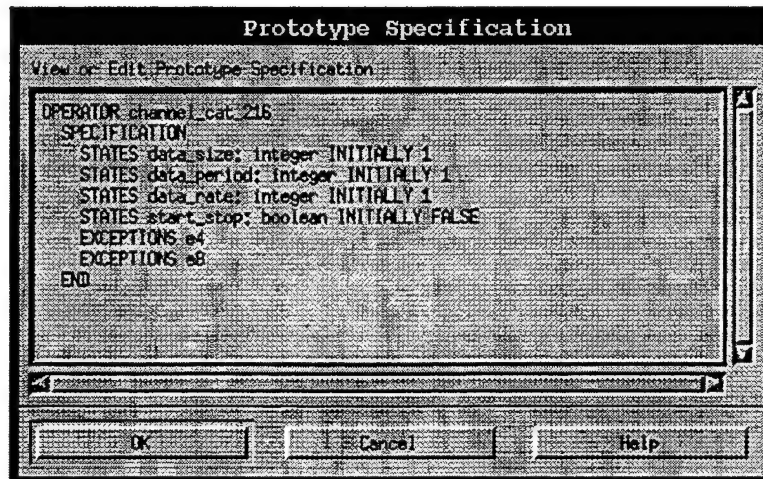 Prototype Specification
View or Edit Prototype Specification
OPERATOR channel_cat_216
SPECIFICATION
STATES data_size: integer INITIALLY 1
STATES data_period: integer INITIALLY 1
STATES data_rate: integer INITIALLY 1
STATES start_stop: boolean INITIALLY FALSE
EXCEPTIONS e4
EXCEPTIONS e8
END
OK Cancel Help